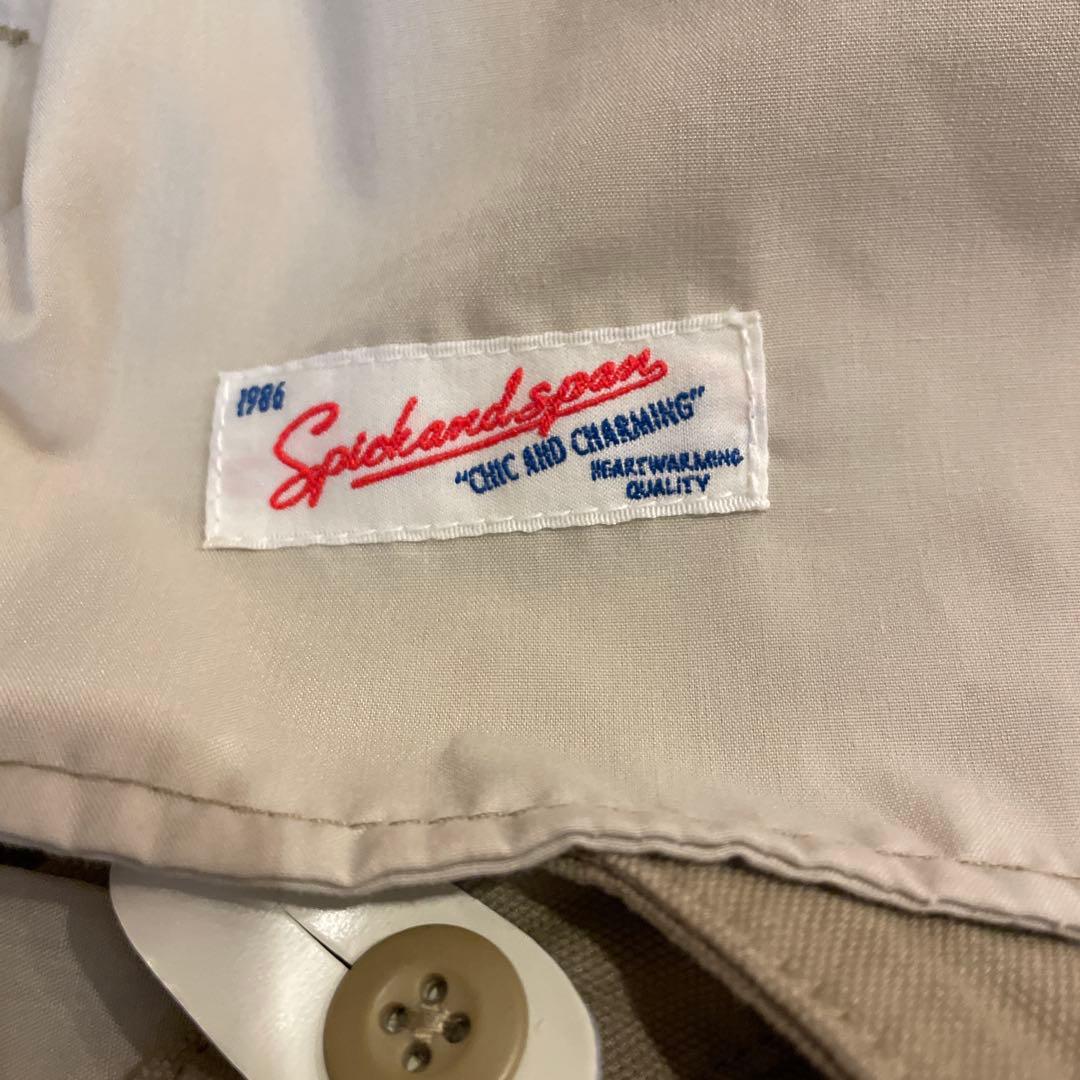 1986
Spickandspan
"CHIC AND CHARMING"
HEARTWARMING
QUALITY